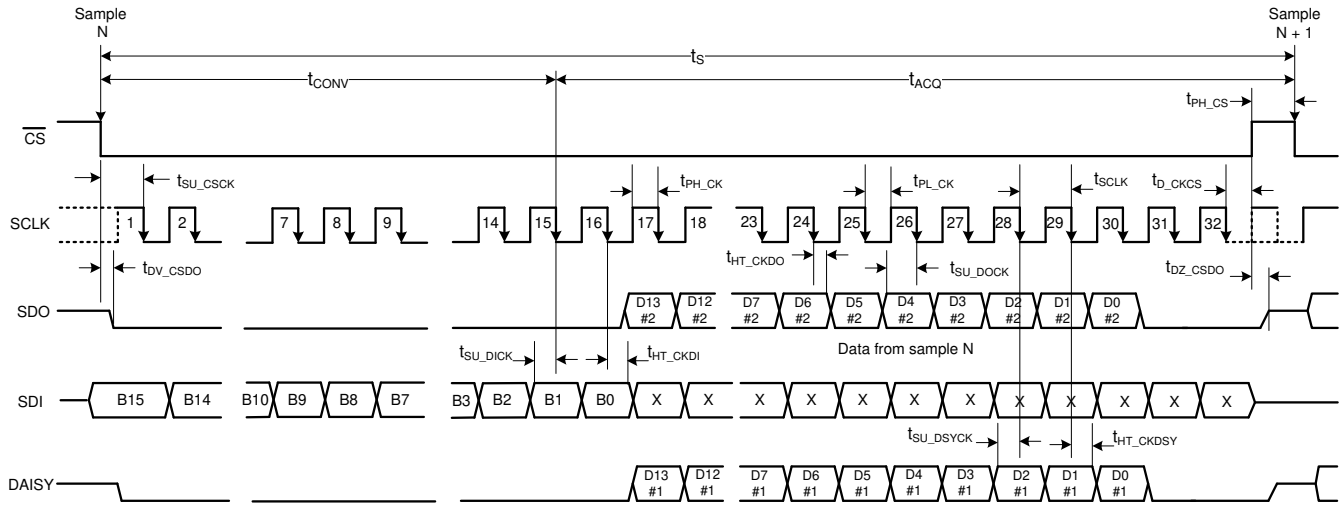 Sample
N
Sample
N + 1
tS
tCONV
tACQ
tPH_CS
CS
tSU_CSCK
tPH_CK
tPL_CK
tSCLK
tD_CKCS
SCLK
1 2 7 8 9 14 15 16 17 18 23 24 25 26 27 28 29 30 31 32
tDV_CSDO
tHT_CKDO
tSU_DOCK
tDZ_CSDO
SDO
D13 D12 D7 D6 D5 D4 D3 D2 D1 D0
#2 #2 #2 #2 #2 #2 #2 #2 #2 #2
tSU_DICK
tHT_CKDI
Data from sample N
SDI
B15 B14 B10 B9 B8 B7 B3 B2 B1 B0 X X X X X X X X X X X X
tSU_DSYCK
tHT_CKDSY
DAISY
D13 D12 D7 D6 D5 D4 D3 D2 D1 D0
#1 #1 #1 #1 #1 #1 #1 #1 #1 #1